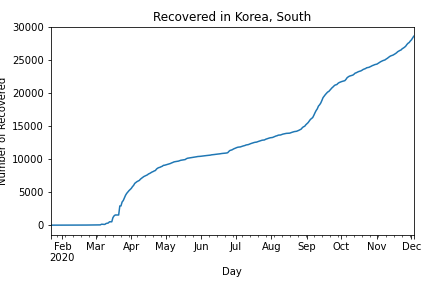 Recovered in Korea, South
Number of Recovered
30000
25000
20000
15000
10000
5000
0
Feb Mar Apr May Jun Jul Aug Sep Oct Nov Dec
2020
Day